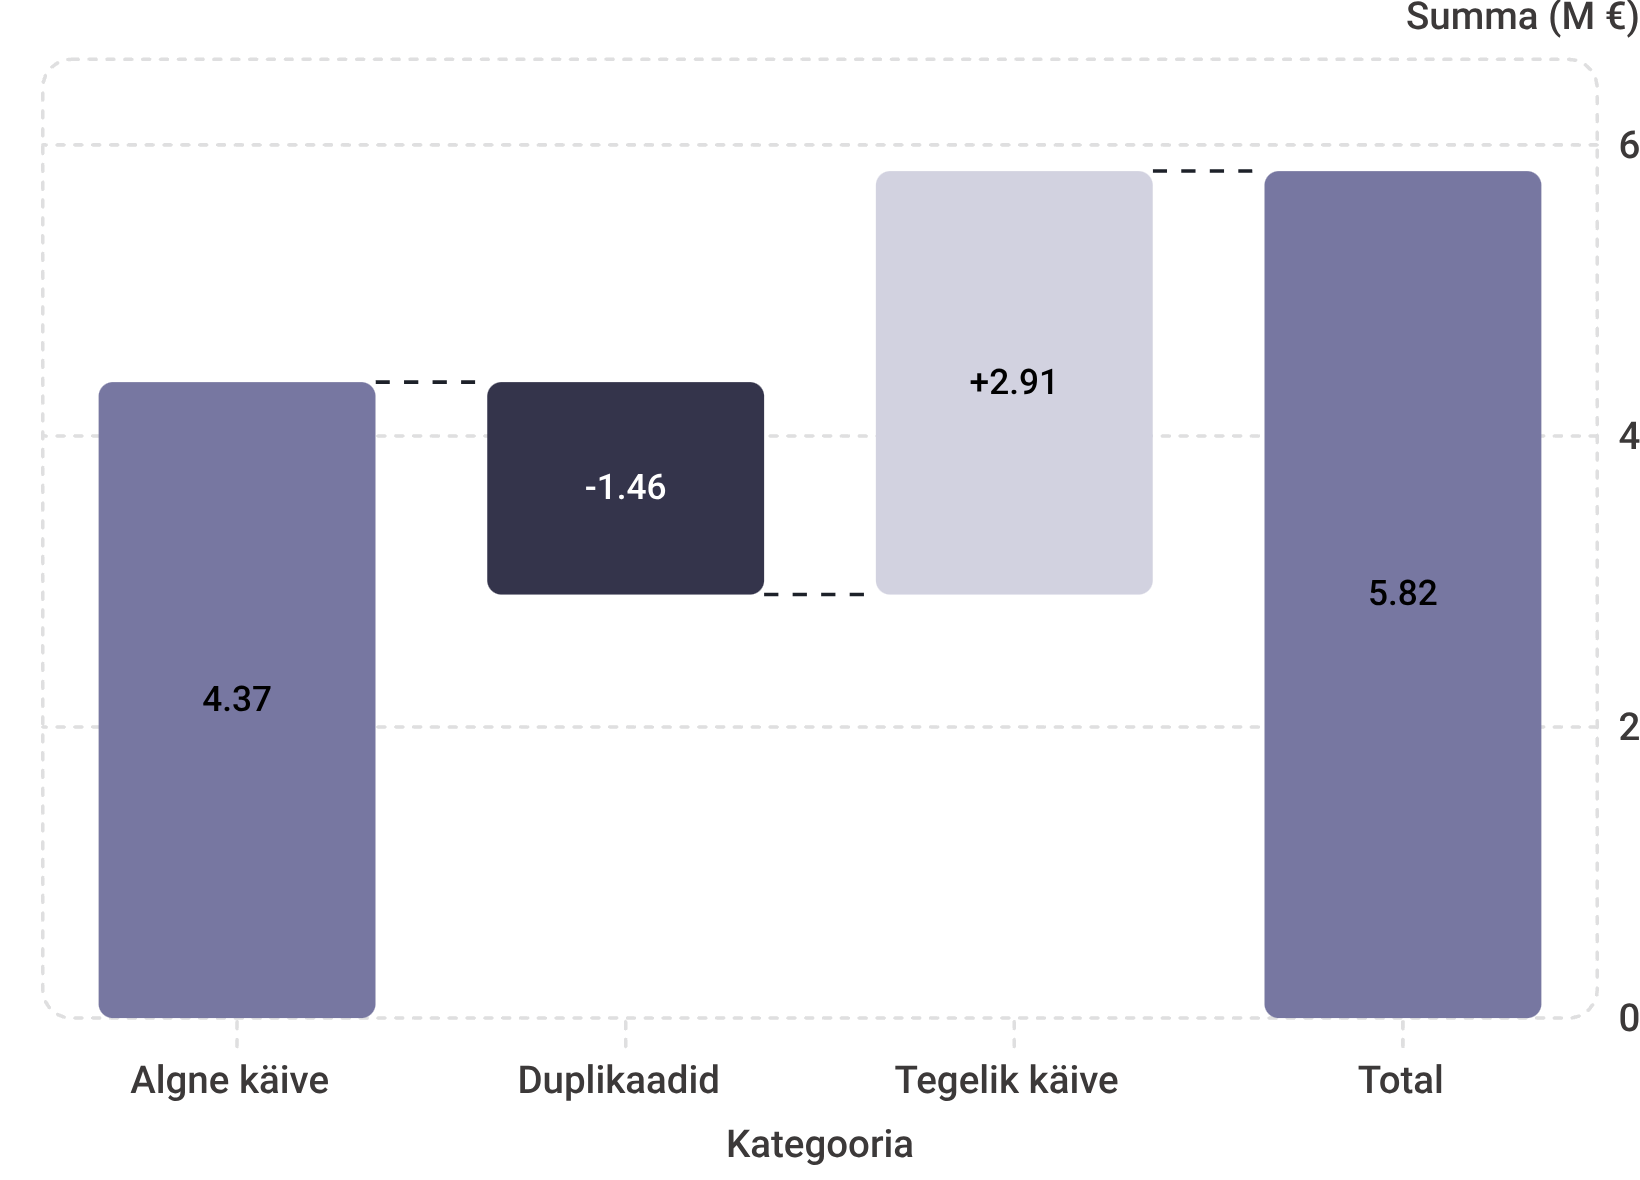 Summa (M €)
6
4
2
0
4.37
-1.46
+2.91
5.82
Algne käive
Duplikaadid
Tegelik käive
Total
Kategooria